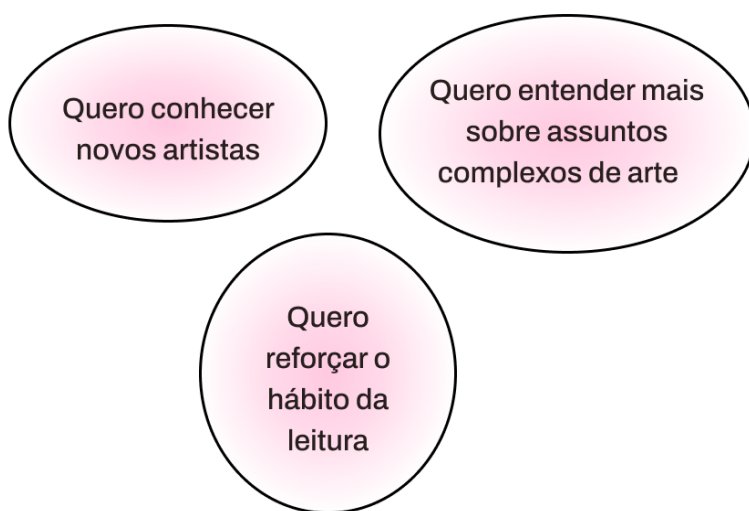 Quero conhecer
novos artistas
Quero entender mais
sobre assuntos
complexos de arte
Quero
reforçar o
hábito da
leitura